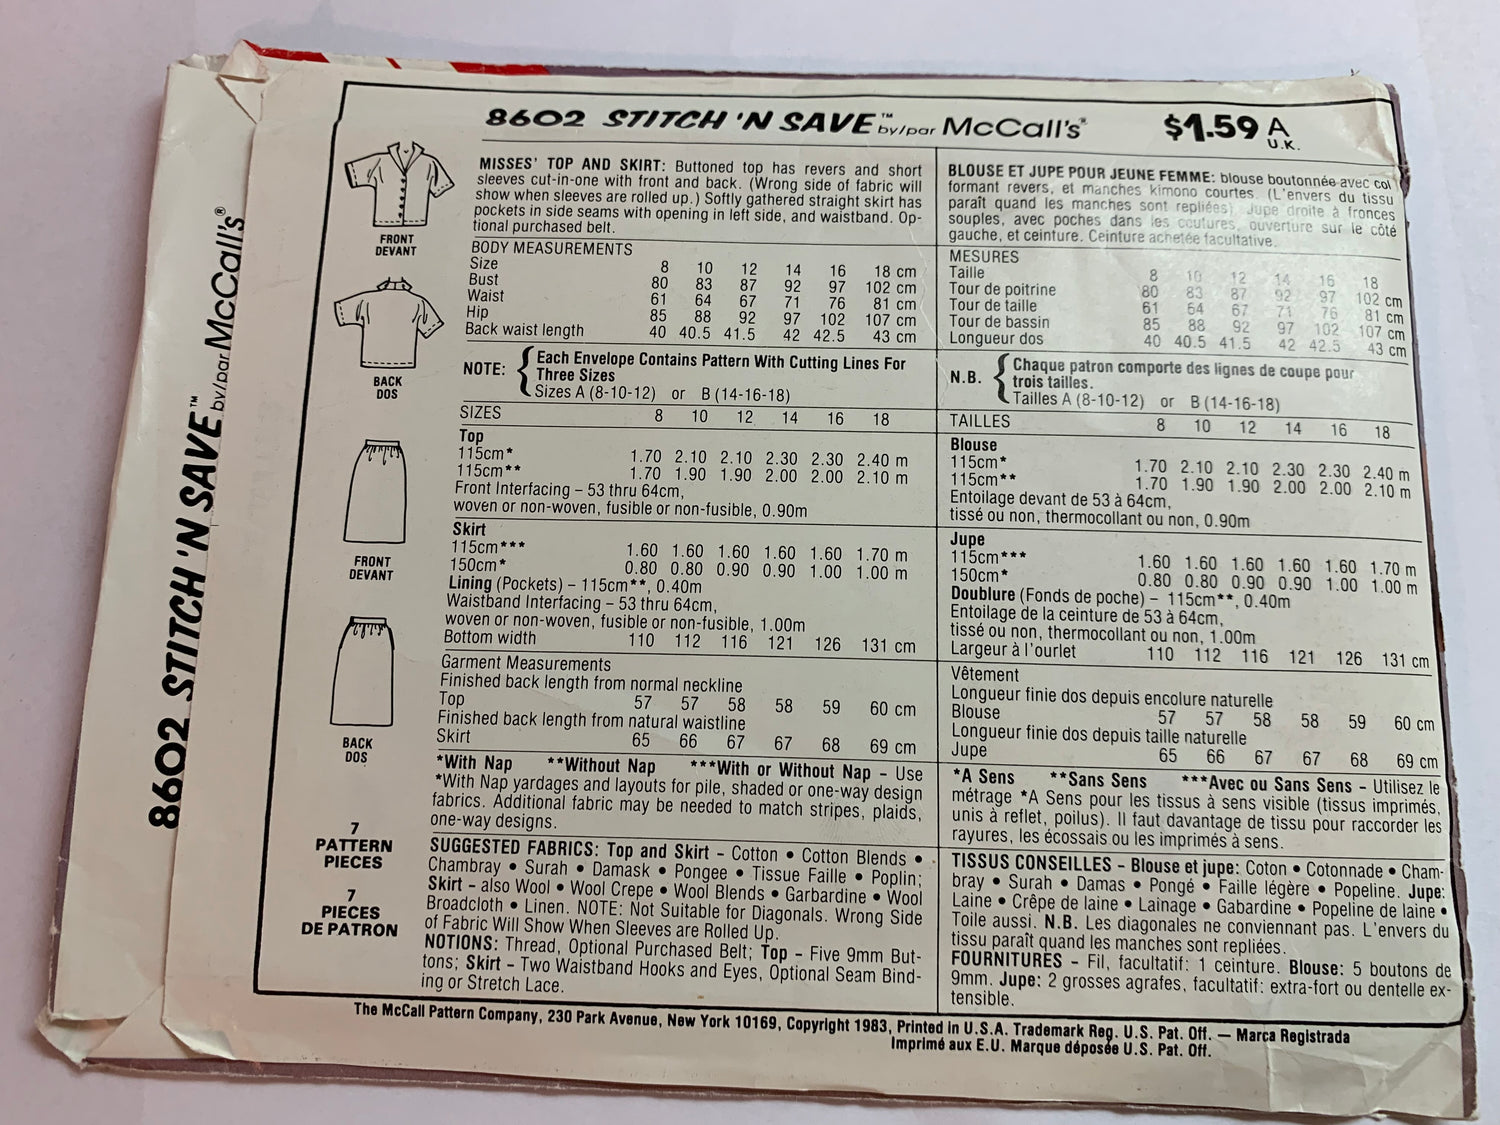 8602 STITCH 'N SAVE™ by/par McCall's®
8602 STITCH 'N SAVE™ by/par McCall's® $1.59 A
U.K.
FRONT
DEVANT
BACK
DOS
FRONT
DEVANT
BACK
DOS
7
PATTERN
PIECES
7
PIECES
DE PATRON
MISSES' TOP AND SKIRT: Buttoned top has revers and short
sleeves cut-in-one with front and back. (Wrong side of fabric will
show when sleeves are rolled up.) Softly gathered straight skirt has
pockets in side seams with opening in left side, and waistband. Op-
tional purchased belt.
BODY MEASUREMENTS
Size 8 10 12 14 16 18 cm
Bust 80 83 87 92 97 102 cm
Waist 61 64 67 71 76 81 cm
Hip 85 88 92 97 102 107 cm
Back waist length 40 40.5 41.5 42 42.5 43 cm
NOTE: { Each Envelope Contains Pattern With Cutting Lines For
Three Sizes
Sizes A (8-10-12) or B (14-16-18)
SIZES 8 10 12 14 16 18
Top
115cm* 1.70 2.10 2.10 2.30 2.30 2.40 m
115cm** 1.70 1.90 1.90 2.00 2.00 2.10 m
Front Interfacing – 53 thru 64cm,
woven or non-woven, fusible or non-fusible, 0.90m
Skirt
115cm*** 1.60 1.60 1.60 1.60 1.60 1.70 m
150cm* 0.80 0.80 0.90 0.90 1.00 1.00 m
Lining (Pockets) – 115cm**, 0.40m
Waistband Interfacing – 53 thru 64cm,
woven or non-woven, fusible or non-fusible, 1.00m
Bottom width 110 112 116 121 126 131 cm
Garment Measurements
Finished back length from normal neckline
Top 57 57 58 58 59 60 cm
Finished back length from natural waistline
Skirt 65 66 67 67 68 69 cm
*With Nap **Without Nap ***With or Without Nap – Use
*With Nap yardages and layouts for pile, shaded or one-way design
fabrics. Additional fabric may be needed to match stripes, plaids,
one-way designs.
SUGGESTED FABRICS: Top and Skirt – Cotton • Cotton Blends •
Chambray • Surah • Damask • Pongee • Tissue Faille • Poplin;
Skirt – also Wool • Wool Crepe • Wool Blends • Garbardine • Wool
Broadcloth • Linen. NOTE: Not Suitable for Diagonals. Wrong Side
of Fabric Will Show When Sleeves are Rolled Up.
NOTIONS: Thread, Optional Purchased Belt; Top – Five 9mm But-
tons; Skirt – Two Waistband Hooks and Eyes, Optional Seam Bind-
ing or Stretch Lace.
BLOUSE ET JUPE POUR JEUNE FEMME: blouse boutonnée avec col
formant revers, et manches kimono courtes. (L'envers du tissu
paraît quand les manches sont repliées). Jupe droite à fronces
souples, avec poches dans les coutures, ouverture sur le côté
gauche, et ceinture. Ceinture achetée facultative.
MESURES
Taille 8 10 12 14 16 18
Tour de poitrine 80 83 87 92 97 102 cm
Tour de taille 61 64 67 71 76 81 cm
Tour de bassin 85 88 92 97 102 107 cm
Longueur dos 40 40.5 41.5 42 42.5 43 cm
N.B. { Chaque patron comporte des lignes de coupe pour
trois tailles.
Tailles A (8-10-12) or B (14-16-18)
TAILLES 8 10 12 14 16 18
Blouse
115cm* 1.70 2.10 2.10 2.30 2.30 2.40 m
115cm** 1.70 1.90 1.90 2.00 2.00 2.10 m
Entoilage devant de 53 à 64cm,
tissé ou non, thermocollant ou non, 0.90m
Jupe
115cm*** 1.60 1.60 1.60 1.60 1.60 1.70 m
150cm* 0.80 0.80 0.90 0.90 1.00 1.00 m
Doublure (Fonds de poche) – 115cm**, 0.40m
Entoilage de la ceinture de 53 à 64cm,
tissé ou non, thermocollant ou non, 1.00m
Largeur à l'ourlet 110 112 116 121 126 131 cm
Vêtement
Longueur finie dos depuis encolure naturelle
Blouse 57 57 58 58 59 60 cm
Longueur finie dos depuis taille naturelle
Jupe 65 66 67 67 68 69 cm
*A Sens **Sans Sens ***Avec ou Sans Sens – Utilisez le
métrage *A Sens pour les tissus à sens visible (tissus imprimés,
unis à reflet, poilus). Il faut davantage de tissu pour raccorder les
rayures, les écossais ou les imprimés à sens.
TISSUS CONSEILLES – Blouse et jupe: Coton • Cotonnade • Cham-
bray • Surah • Damas • Pongé • Faille légère • Popeline. Jupe:
Laine • Crêpe de laine • Lainage • Gabardine • Popeline de laine •
Toile aussi. N.B. Les diagonales ne conviennant pas. L'envers du
tissu paraît quand les manches sont repliées.
FOURNITURES – Fil, facultatif: 1 ceinture. Blouse: 5 boutons de
9mm. Jupe: 2 grosses agrafes, facultatif: extra-fort ou dentelle ex-
tensible.
The McCall Pattern Company, 230 Park Avenue, New York 10169, Copyright 1983, Printed in U.S.A. Trademark Reg. U.S. Pat. Off. — Marca Registrada
Imprimé aux E.U. Marque déposée U.S. Pat. Off.